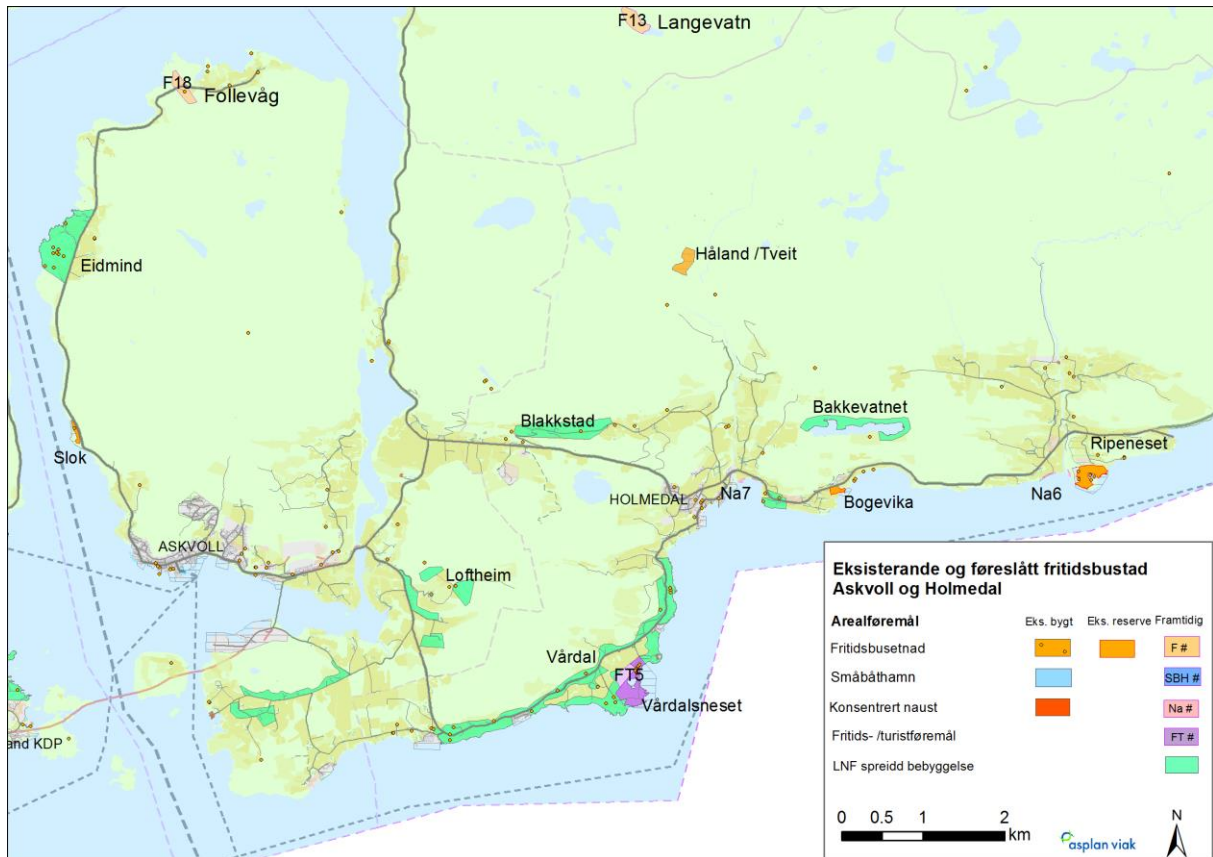 F13 Langevatn
F18
Follevåg
Håland /Tveit
Eidmind
Blakkstad
Bakkevatnet
Slok
Ripeneset
HOLMEDAL
Na7
Na6
Bogevika
ASKVOLL
Loftheim
Vårdal
FT5
Vårdalsneset
and KDP
Eksisterande og føreslått fritidsbustad
Askvoll og Holmedal
Arealføremål Eks. bygt Eks. reserve Framtidig
Fritidsbusetnad F #
Småbåthamn SBH #
Konsentrert naust Na #
Fritids- /turistføremål FT #
LNF spreidd bebyggelse
0 0.5 1 2
km
asplan viak
N